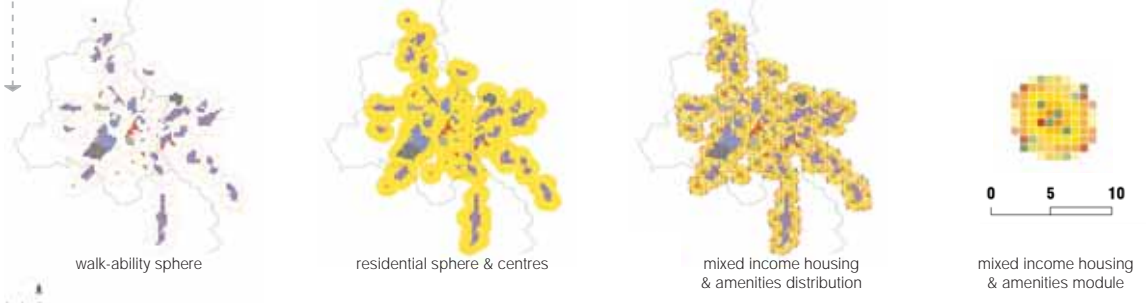 0 5 10
walk-ability sphere
residential sphere & centres
mixed income housing
& amenities distribution
mixed income housing
& amenities module